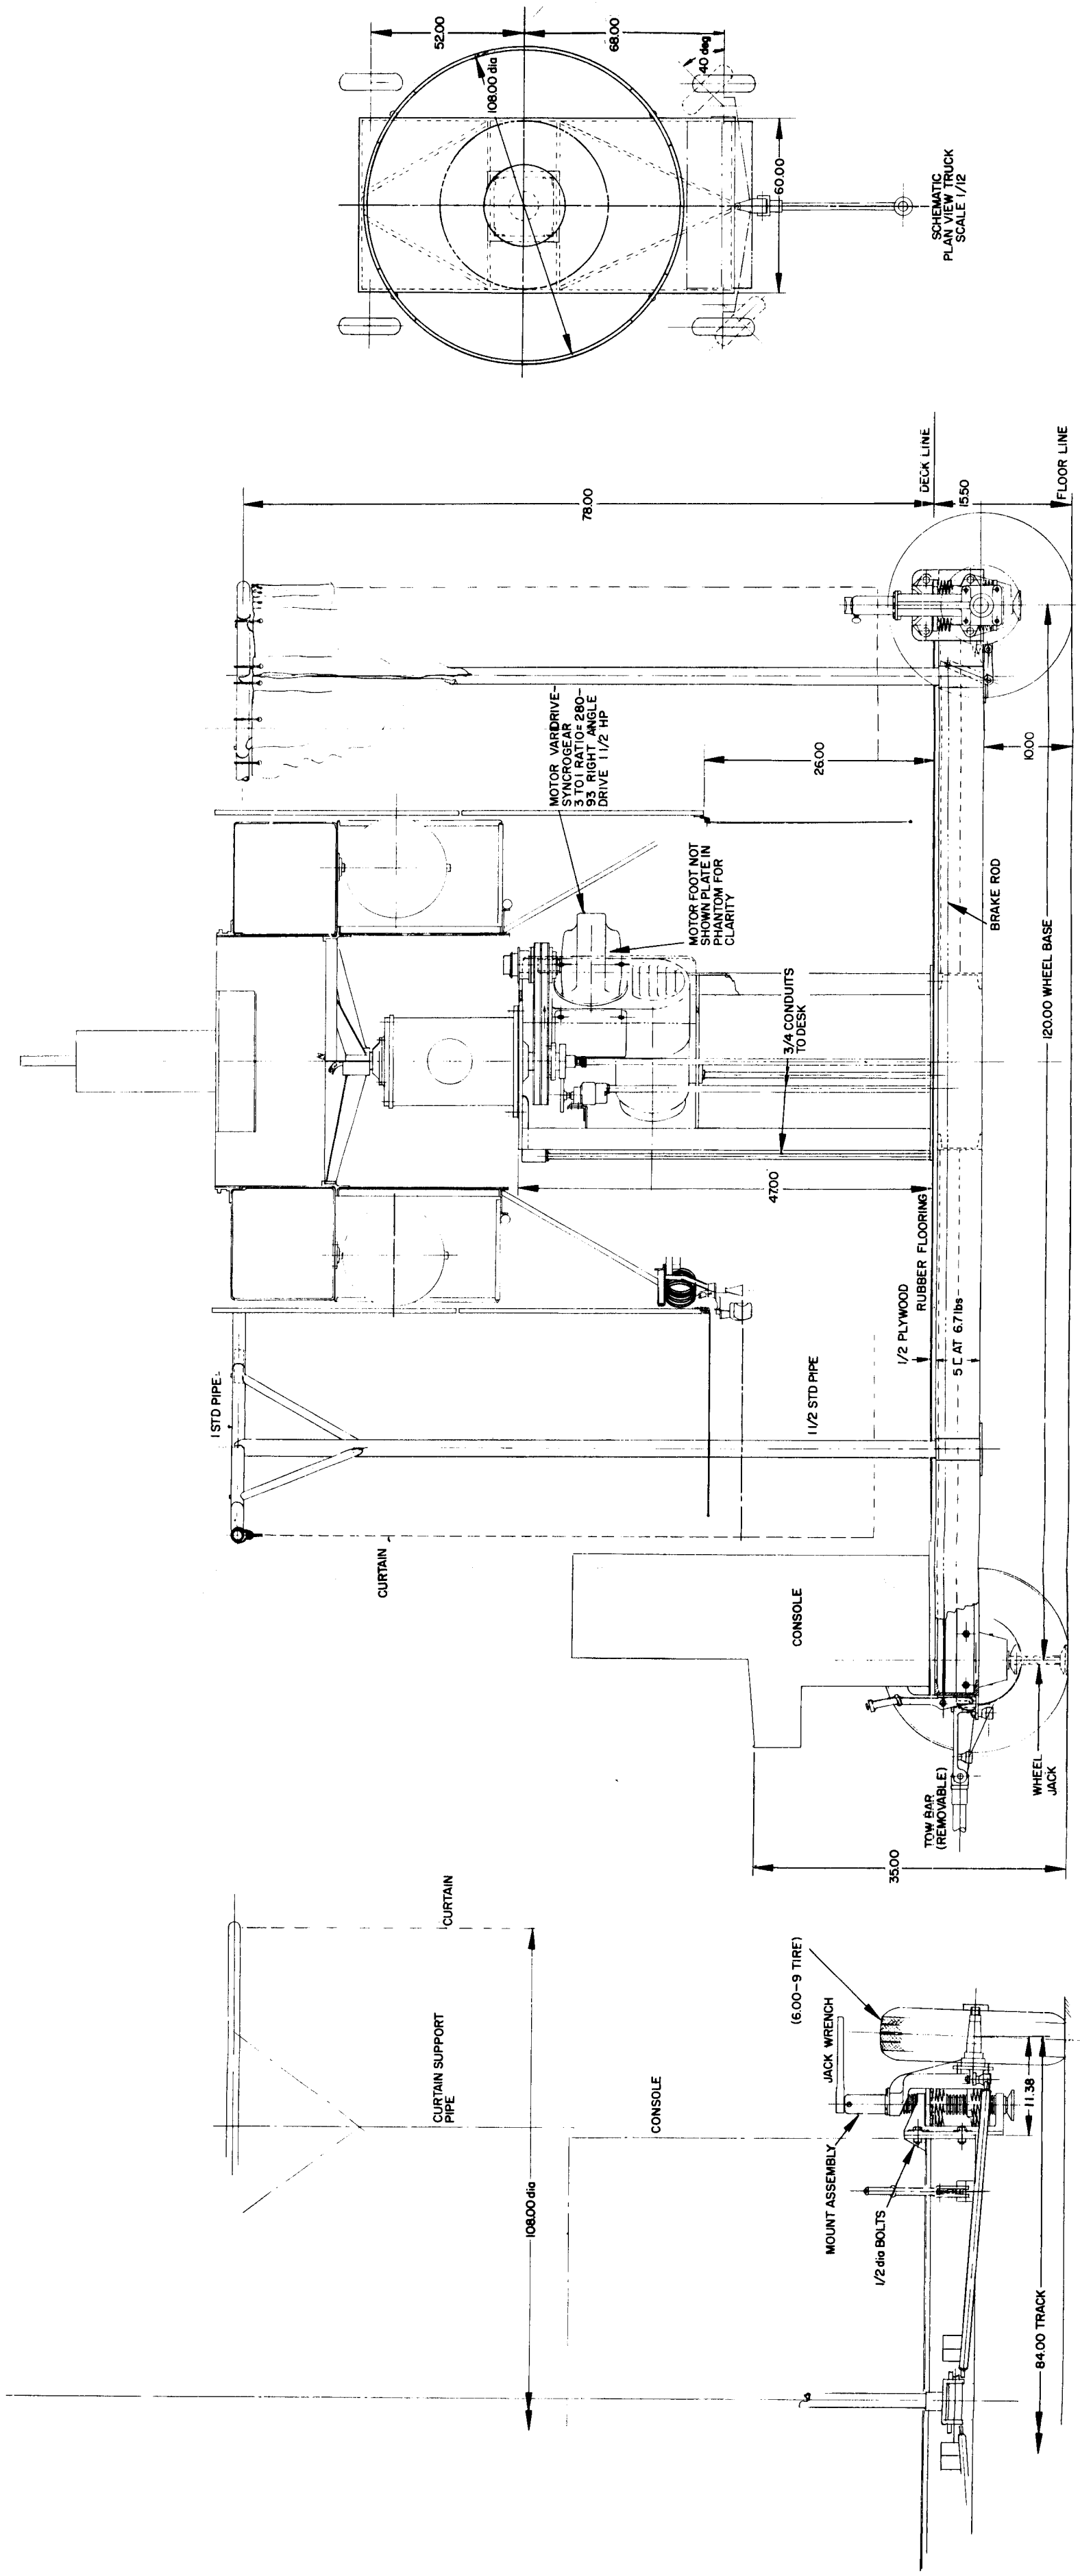 52.00
68.00
108.00 dia
40 deg
60.00
SCHEMATIC
PLAN VIEW TRUCK
SCALE 1/12
78.00
DECK LINE
15.50
FLOOR LINE
MOTOR VARIDRIVE-
SYNCROGEAR
3 TO 1 RATIO = 280-
93 RIGHT ANGLE
DRIVE 1 1/2 HP
26.00
10.00
MOTOR FOOT NOT
SHOWN PLATE IN
PHANTOM FOR
CLARITY
BRAKE ROD
3/4 CONDUITS
TO DESK
120.00 WHEEL BASE
47.00
RUBBER FLOORING
1/2 PLYWOOD
5 [ AT 6.7 lbs
1 STD PIPE
1 1/2 STD PIPE
CURTAIN
CONSOLE
TOW BAR
(REMOVABLE)
WHEEL
JACK
35.00
CURTAIN
CURTAIN SUPPORT
PIPE
CONSOLE
108.00 dia
(6.00-9 TIRE)
JACK WRENCH
MOUNT ASSEMBLY
1/2 dia BOLTS
11.38
84.00 TRACK